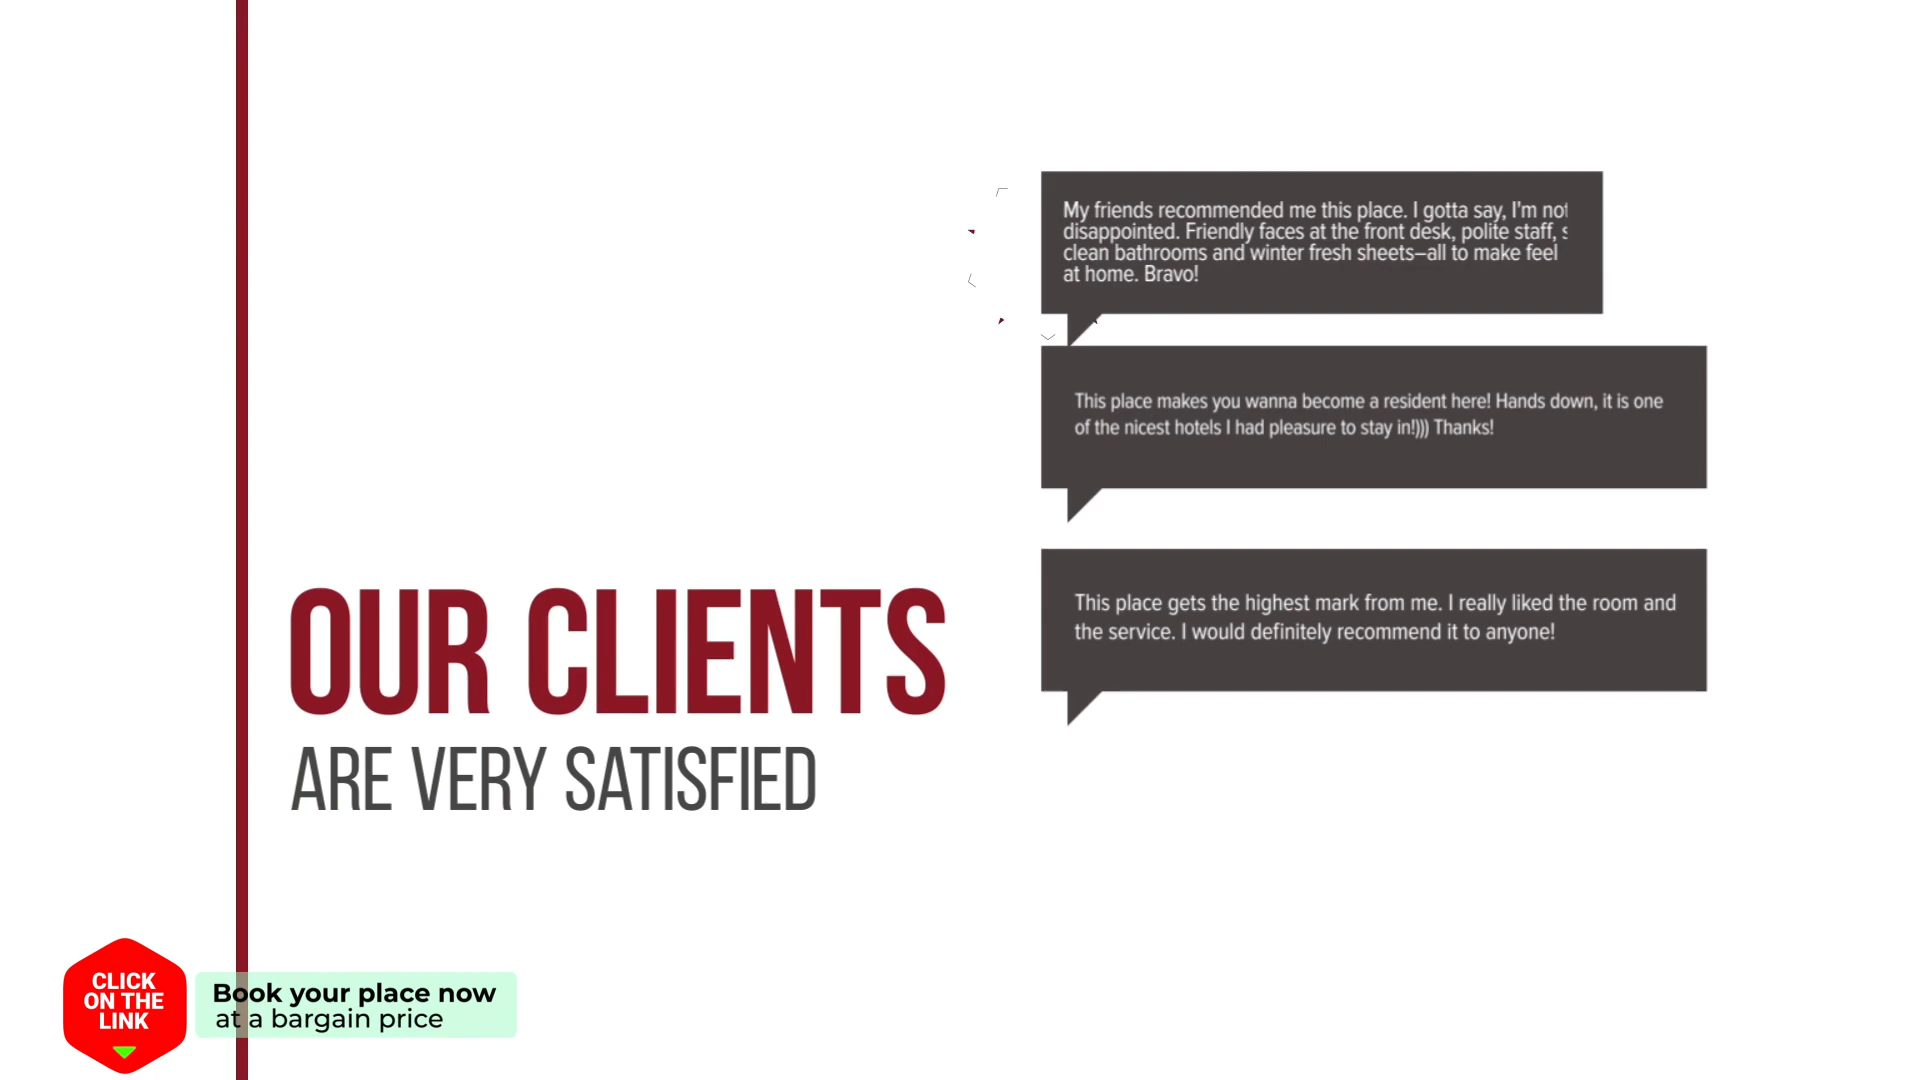 My friends recommended me this place. I gotta say, I'm not
disappointed. Friendly faces at the front desk, polite staff,
clean bathrooms and winter fresh sheets—all to make feel
at home. Bravo!
This place makes you wanna become a resident here! Hands down, it is one
of the nicest hotels I had pleasure to stay in!))) Thanks!
This place gets the highest mark from me. I really liked the room and
the service. I would definitely recommend it to anyone!
OUR CLIENTS
ARE VERY SATISFIED
CLICK
ON THE
LINK
Book your place now
at a bargain price